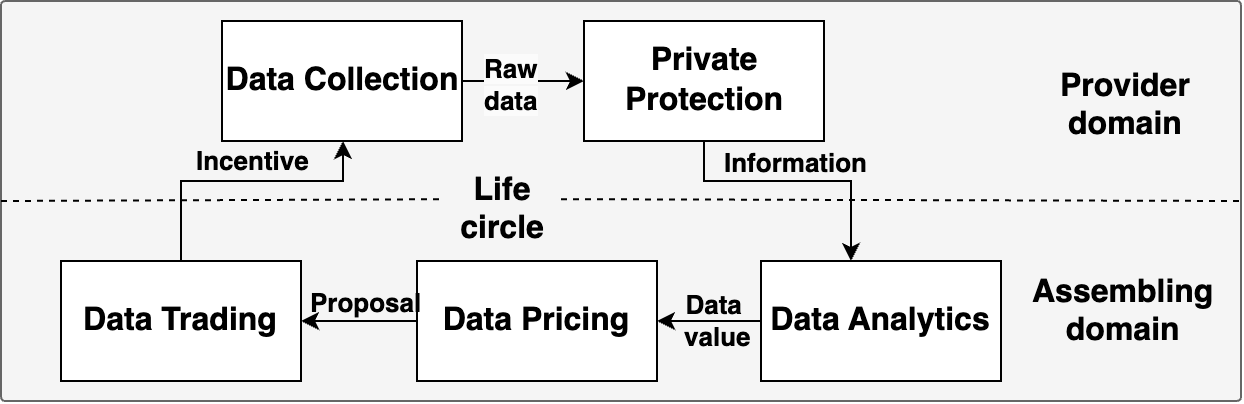 Data Collection
Raw
data
Private
Protection
Provider
domain
Incentive
Information
Life
circle
Data Trading
Proposal
Data Pricing
Data
value
Data Analytics
Assembling
domain